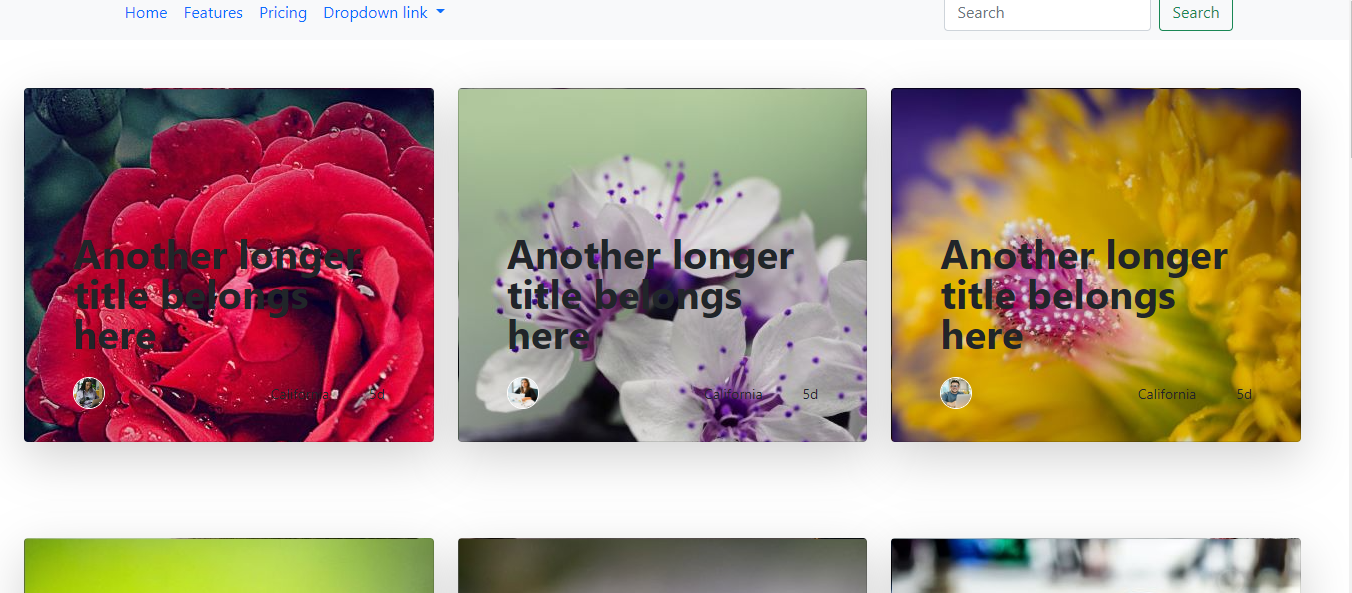 Home Features Pricing Dropdown link
Search Search
Another longer
title belongs
here
California 5d
Another longer
title belongs
here
California 5d
Another longer
title belongs
here
California 5d